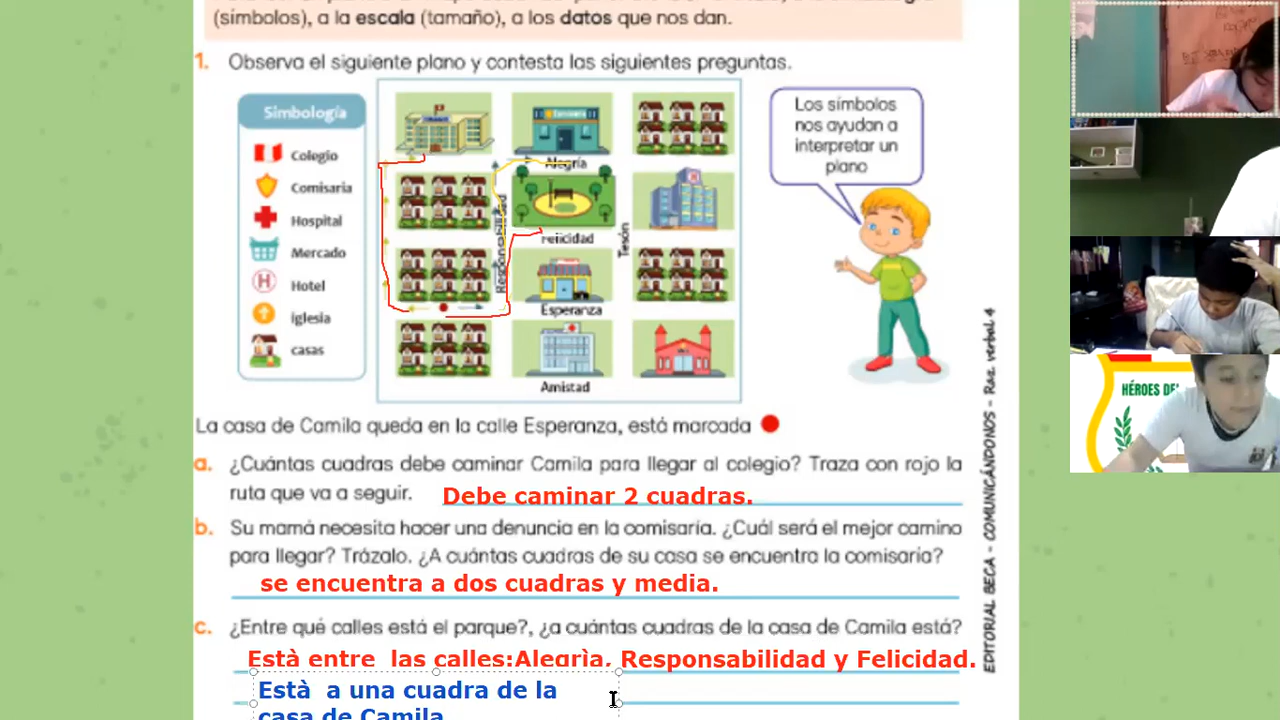 (símbolos), a la escala (tamaño), a los datos que nos dan.
1. Observa el siguiente plano y contesta las siguientes preguntas.
Simbología
Colegio
Comisaria
Hospital
Mercado
Hotel
iglesia
casas
Alegría
Responsabilidad
Felicidad
Tesón
Esperanza
Amistad
Los símbolos
nos ayudan a
interpretar un
plano
La casa de Camila queda en la calle Esperanza, está marcada
a. ¿Cuántas cuadras debe caminar Camila para llegar al colegio? Traza con rojo la
ruta que va a seguir. Debe caminar 2 cuadras.
b. Su mamá necesita hacer una denuncia en la comisaría. ¿Cuál será el mejor camino
para llegar? Trázalo. ¿A cuántas cuadras de su casa se encuentra la comisaría?
se encuentra a dos cuadras y media.
c. ¿Entre qué calles está el parque?, ¿a cuántas cuadras de la casa de Camila está?
Està entre las calles:Alegrìa, Responsabilidad y Felicidad.
Està a una cuadra de la
casa de Camila
EDITORIAL BECA - COMUNICÁNDONOS - Raz. verbal 4
HÉROES DE